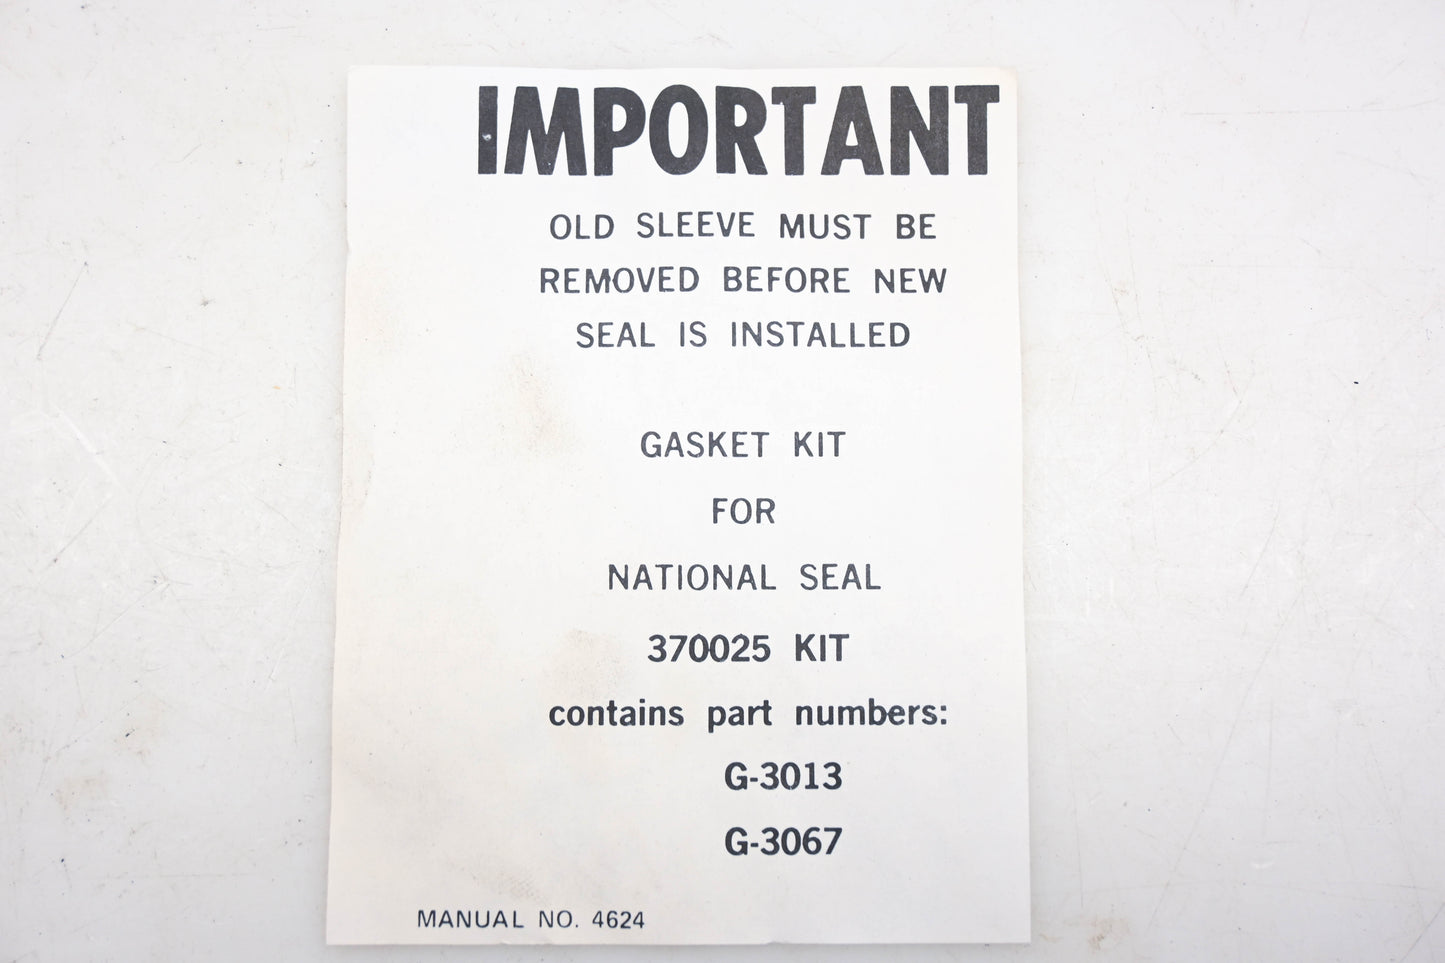 IMPORTANT
OLD SLEEVE MUST BE
REMOVED BEFORE NEW
SEAL IS INSTALLED
GASKET KIT
FOR
NATIONAL SEAL
370025 KIT
contains part numbers:
G-3013
G-3067
MANUAL NO. 4624